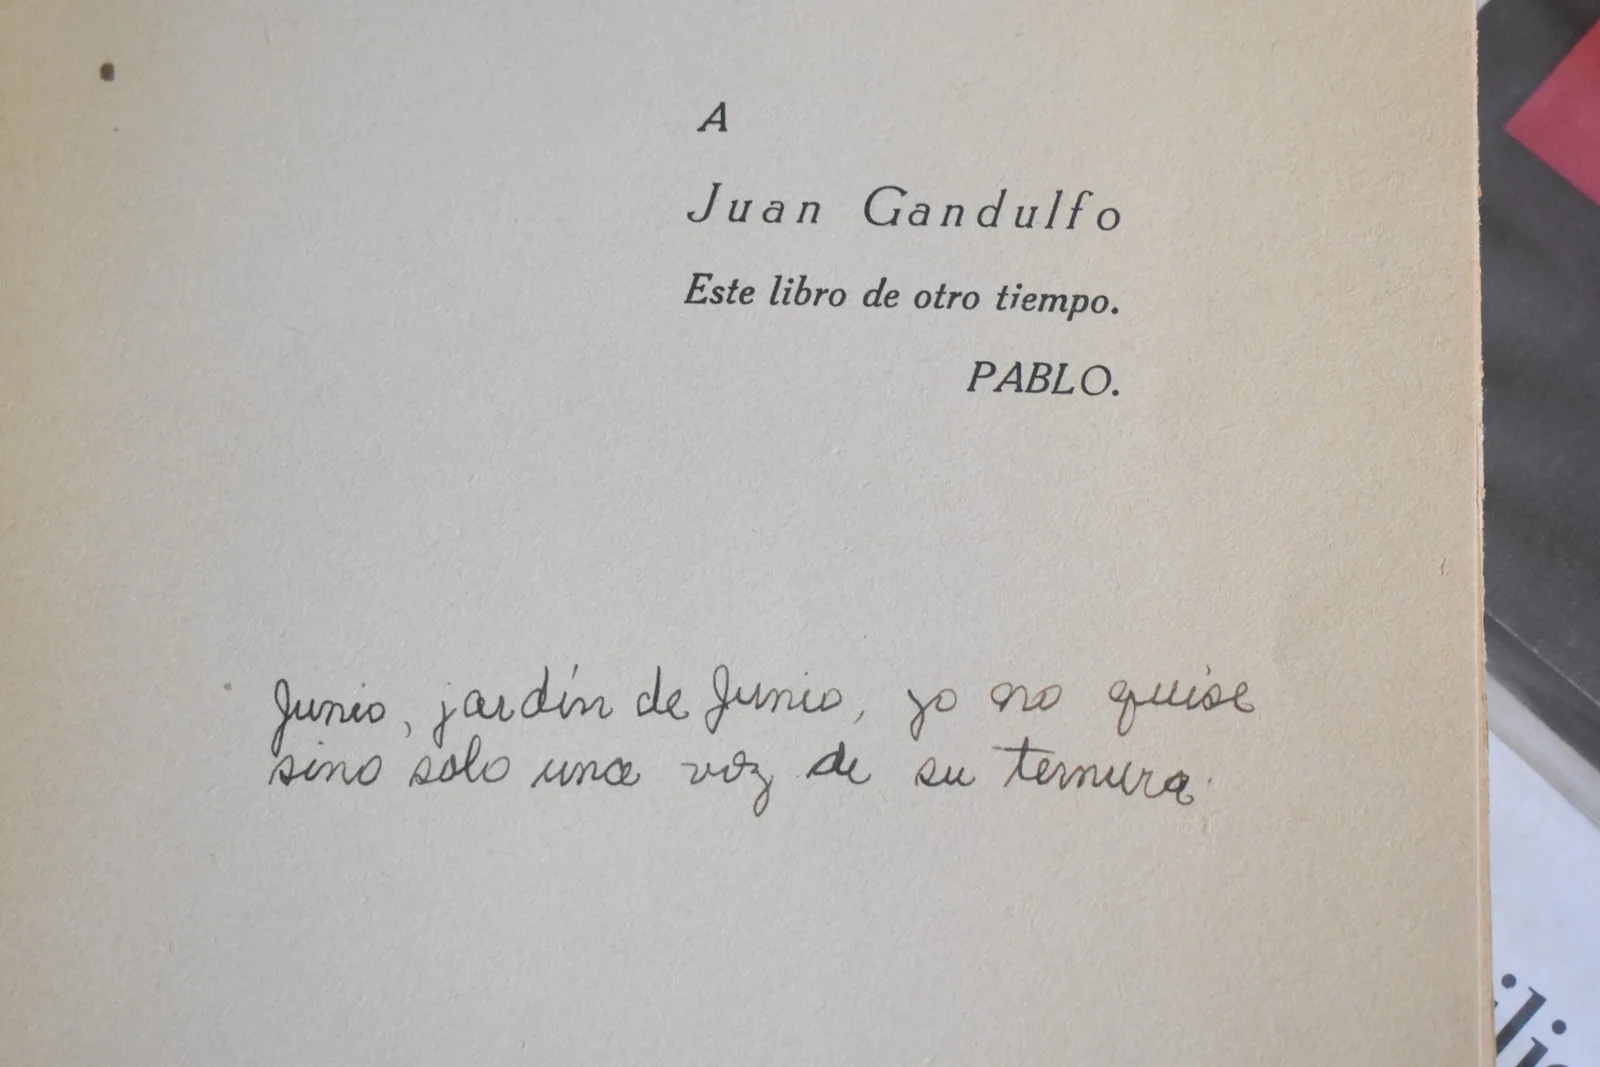 A
Juan Gandulfo
Este libro de otro tiempo.
PABLO.
Junio, jardín de Junio, yo no quise
sino solo una voz de su ternura